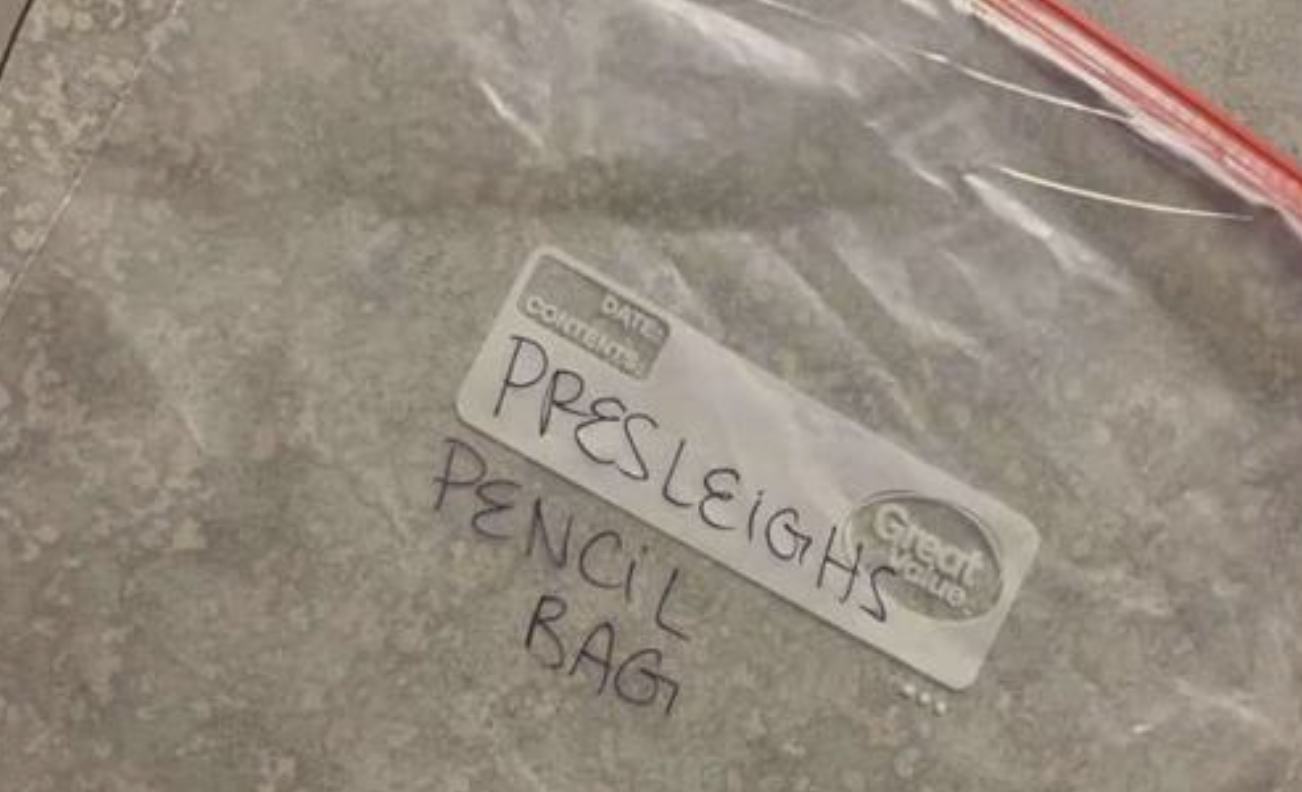 DATE:
CONTENTS:
PRESLEIGHS
Great
Value
PENCiL
BAG